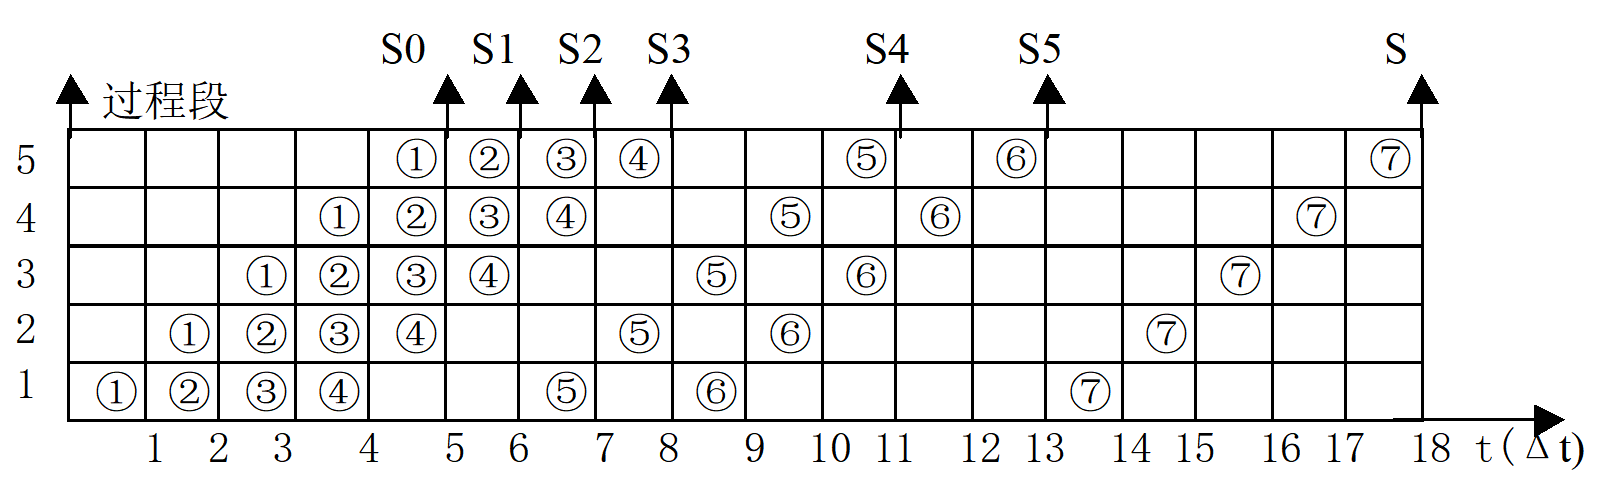 S0 S1 S2 S3 S4 S5 S
过程段
5 ① ② ③ ④ ⑤ ⑥ ⑦
4 ① ② ③ ④ ⑤ ⑥ ⑦
3 ① ② ③ ④ ⑤ ⑥ ⑦
2 ① ② ③ ④ ⑤ ⑥ ⑦
1 ① ② ③ ④ ⑤ ⑥ ⑦
1 2 3 4 5 6 7 8 9 10 11 12 13 14 15 16 17 18 t(Δt)